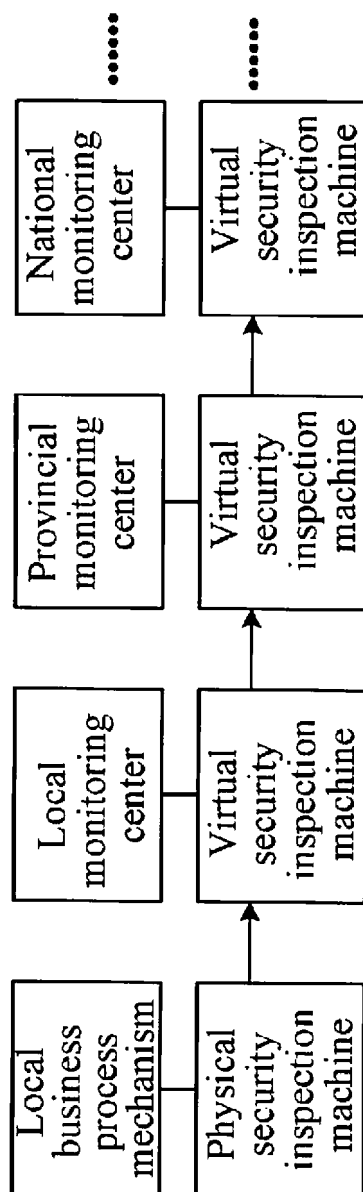 Local
business
process
mechanism
Local
monitoring
center
Provincial
monitoring
center
National
monitoring
center
......
Physical
security
inspection
machine
Virtual
security
inspection
machine
Virtual
security
inspection
machine
Virtual
security
inspection
machine
......